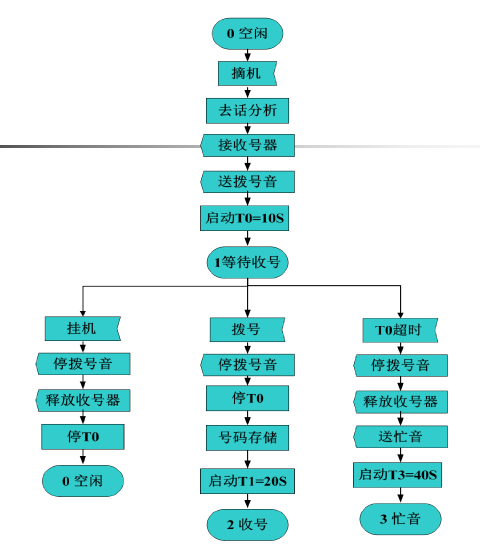 0 空闲
摘机
去话分析
接收号器
送拨号音
启动T0=10S
1等待收号
挂机
停拨号音
释放收号器
停T0
0 空闲
拨号
停拨号音
停T0
号码存储
启动T1=20S
2 收号
T0超时
停拨号音
释放收号器
送忙音
启动T3=40S
3 忙音